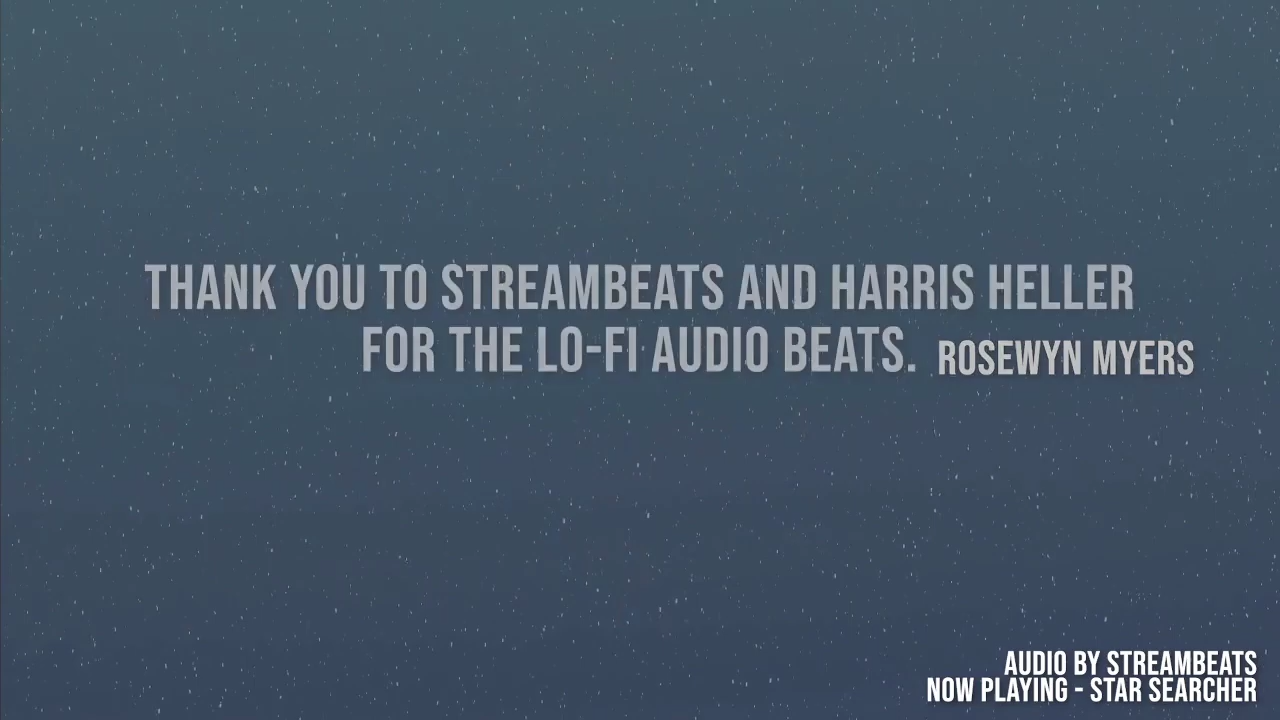 THANK YOU TO STREAMBEATS AND HARRIS HELLER
FOR THE LO-FI AUDIO BEATS.
ROSEWYN MYERS
AUDIO BY STREAMBEATS
NOW PLAYING - STAR SEARCHER